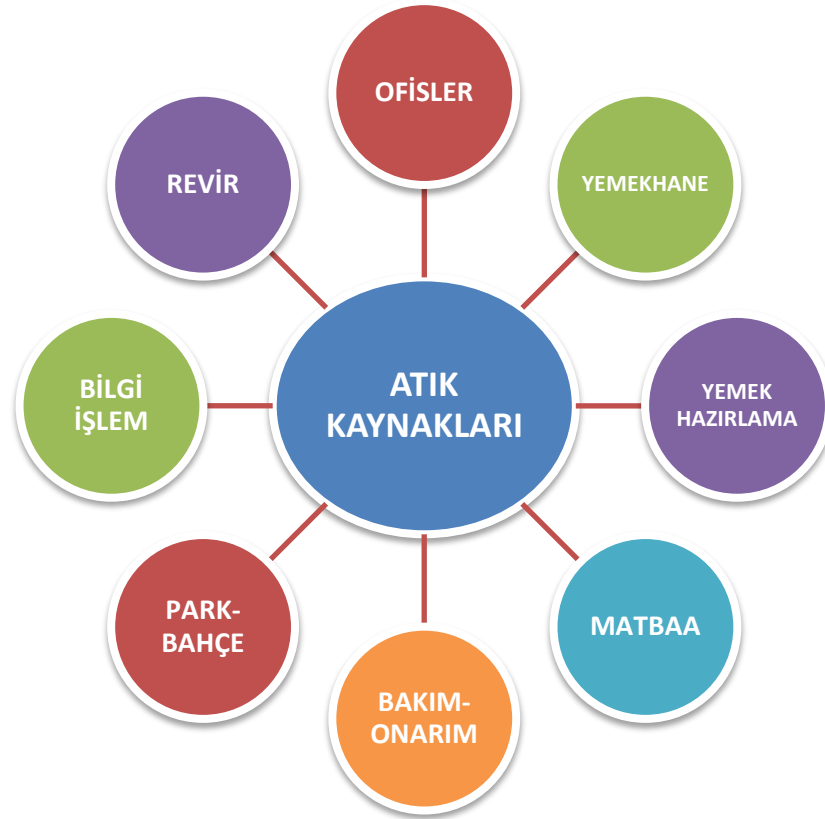 OFİSLER
YEMEKHANE
YEMEK
HAZIRLAMA
MATBAA
BAKIM-
ONARIM
PARK-
BAHÇE
BİLGİ
İŞLEM
REVİR
ATIK
KAYNAKLARI